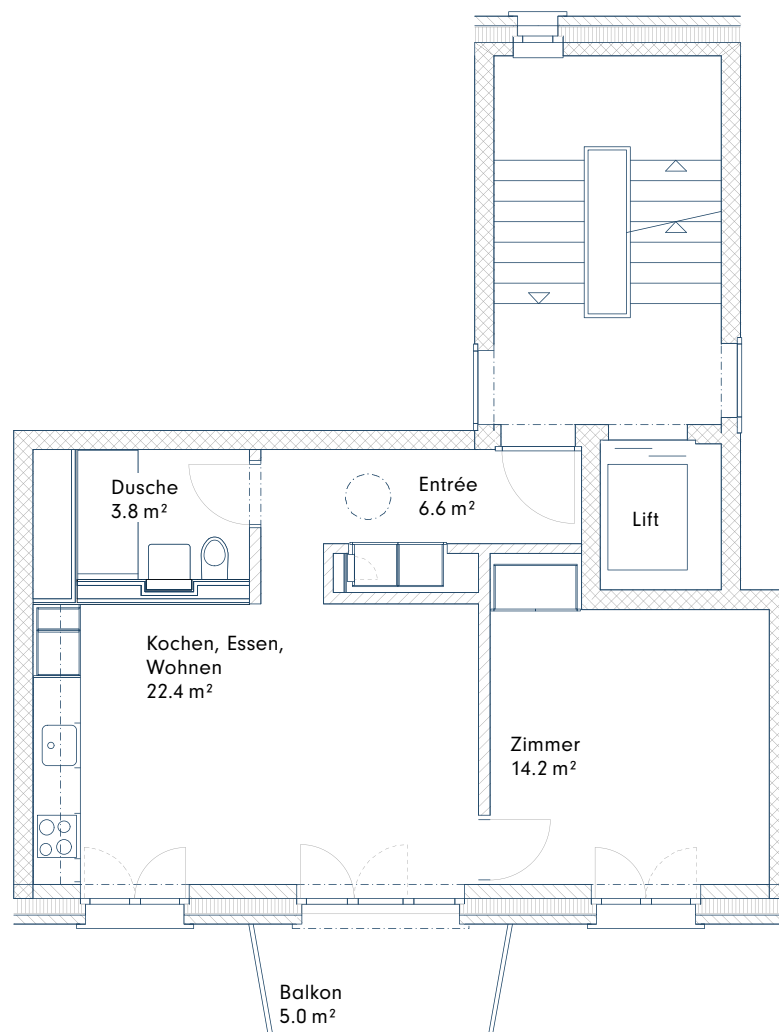 Dusche
3.8 m²
Entrée
6.6 m²
Lift
Kochen, Essen,
Wohnen
22.4 m²
Zimmer
14.2 m²
Balkon
5.0 m²